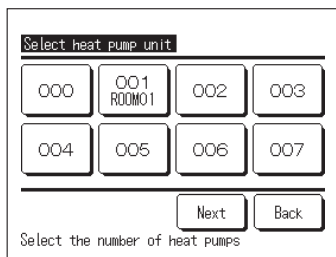 Select heat pump unit
000
001
ROOM01
002
003
004
005
006
007
Next
Back
Select the number of heat pumps